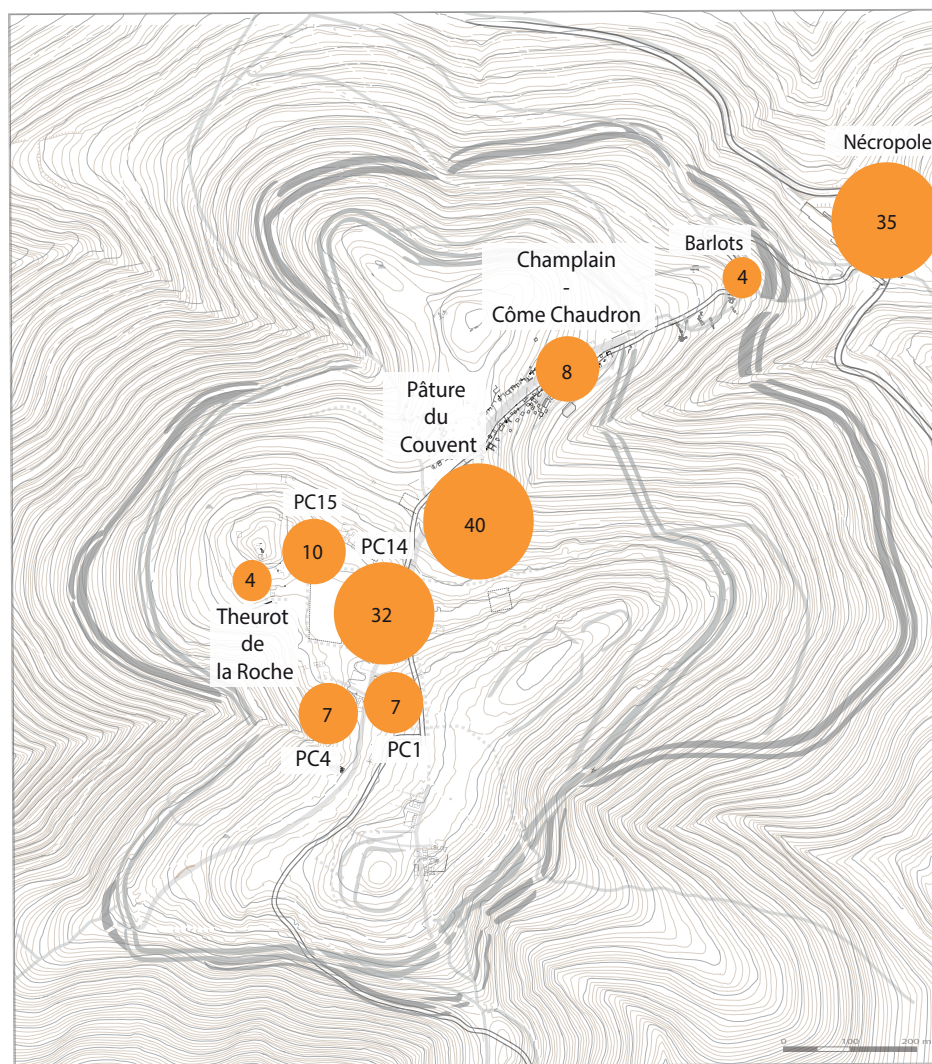 Nécropole
35
Barlots
4
Champlain
-
Côme Chaudron
8
Pâture
du
Couvent
40
PC15
10
PC14
32
4
Theurot
de
la Roche
7
PC4
7
PC1
0 100 200 m